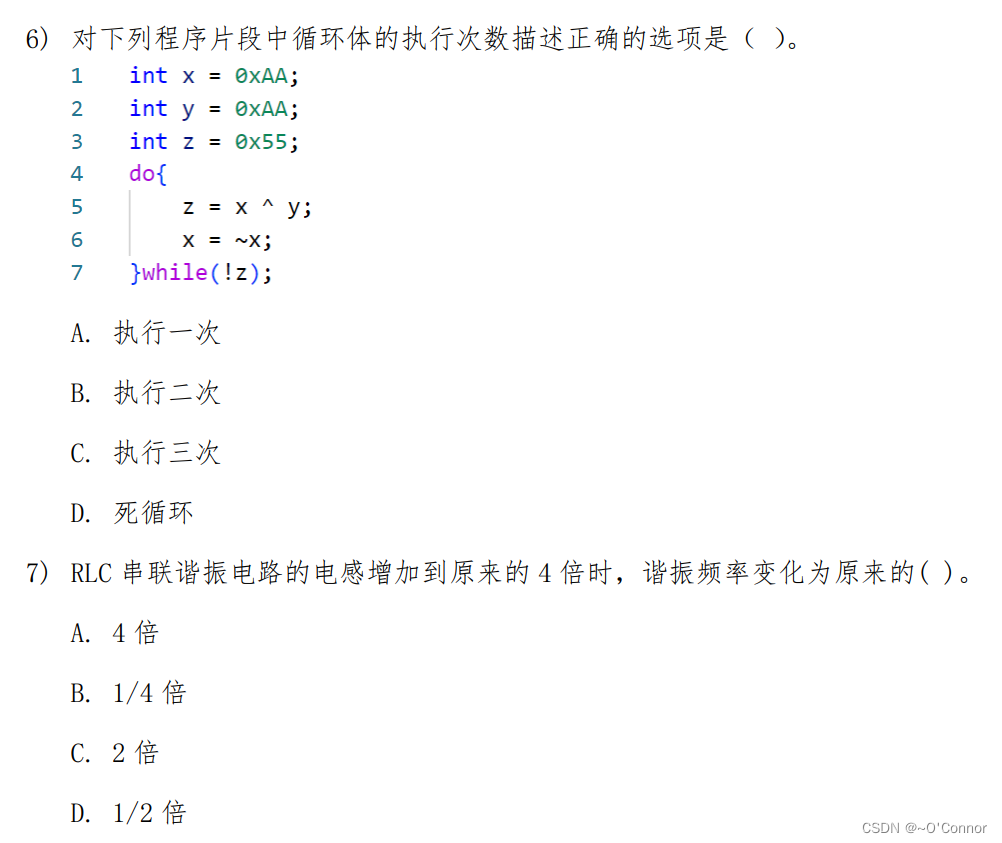 6) 对下列程序片段中循环体的执行次数描述正确的选项是（ ）。
1 int x = 0xAA;
2 int y = 0xAA;
3 int z = 0x55;
4 do{
5 z = x ^ y;
6 x = ~x;
7 }while(!z);
A. 执行一次
B. 执行二次
C. 执行三次
D. 死循环
7) RLC 串联谐振电路的电感增加到原来的 4 倍时，谐振频率变化为原来的( )。
A. 4 倍
B. 1/4 倍
C. 2 倍
D. 1/2 倍
CSDN @~O'Connor